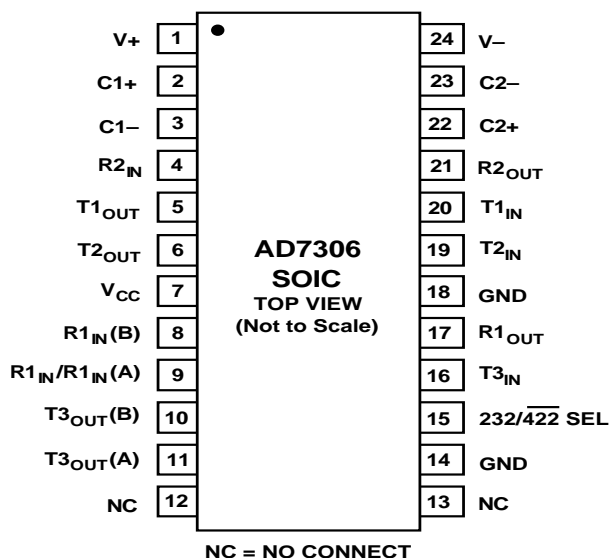 V+ 1 24 V–
C1+ 2 23 C2–
C1– 3 22 C2+
R2IN 4 21 R2OUT
T1OUT 5 20 T1IN
T2OUT 6 AD7306 19 T2IN
SOIC
VCC 7 TOP VIEW 18 GND
R1IN(B) 8 (Not to Scale) 17 R1OUT
R1IN/R1IN(A) 9 16 T3IN
T3OUT(B) 10 15 232/4̅2̅2̅ SEL
T3OUT(A) 11 14 GND
NC 12 13 NC
NC = NO CONNECT